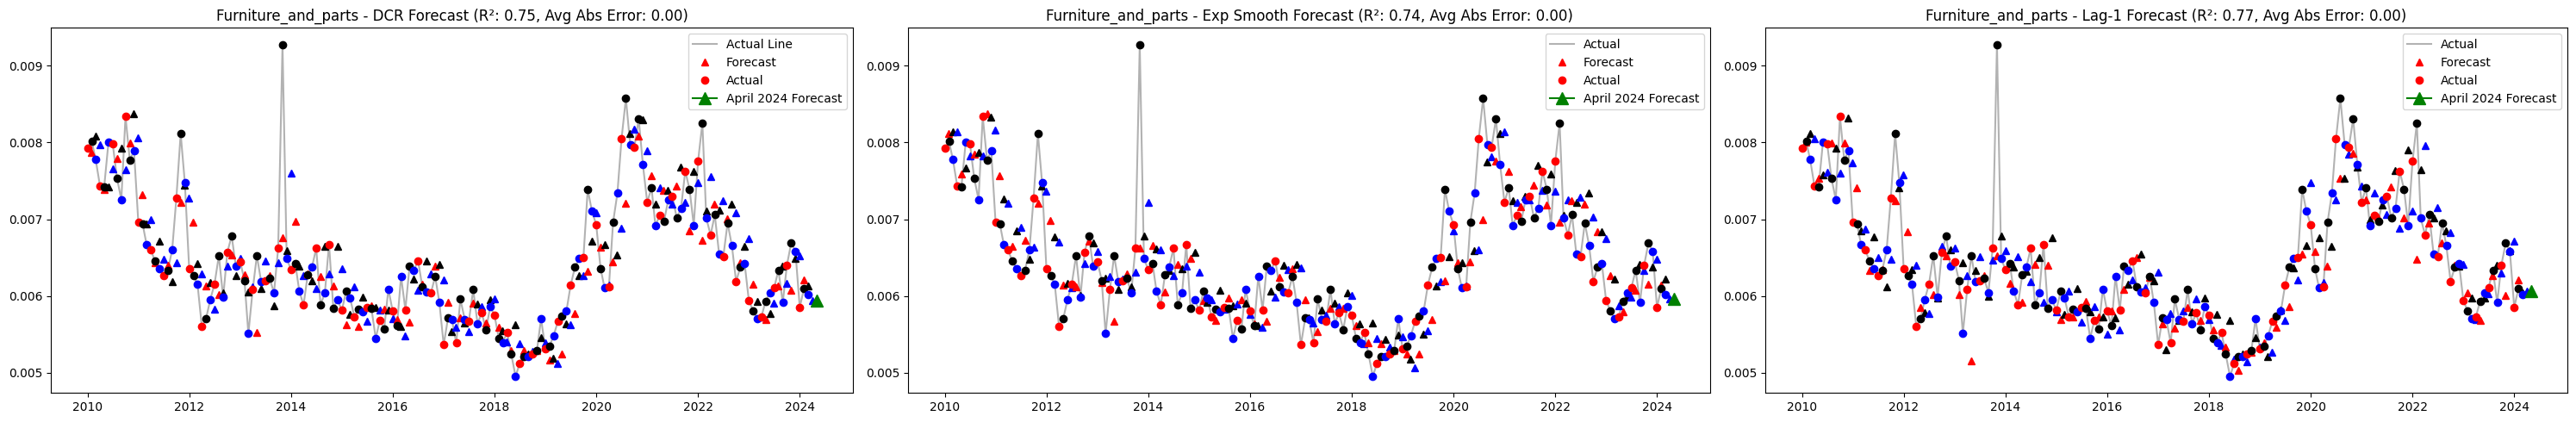 Furniture_and_parts - DCR Forecast (R²: 0.75, Avg Abs Error: 0.00)
Actual Line
Forecast
Actual
April 2024 Forecast
0.009
0.008
0.007
0.006
0.005
2010
2012
2014
2016
2018
2020
2022
2024
Furniture_and_parts - Exp Smooth Forecast (R²: 0.74, Avg Abs Error: 0.00)
Actual
Forecast
Actual
April 2024 Forecast
0.009
0.008
0.007
0.006
0.005
2010
2012
2014
2016
2018
2020
2022
2024
Furniture_and_parts - Lag-1 Forecast (R²: 0.77, Avg Abs Error: 0.00)
Actual
Forecast
Actual
April 2024 Forecast
0.009
0.008
0.007
0.006
0.005
2010
2012
2014
2016
2018
2020
2022
2024